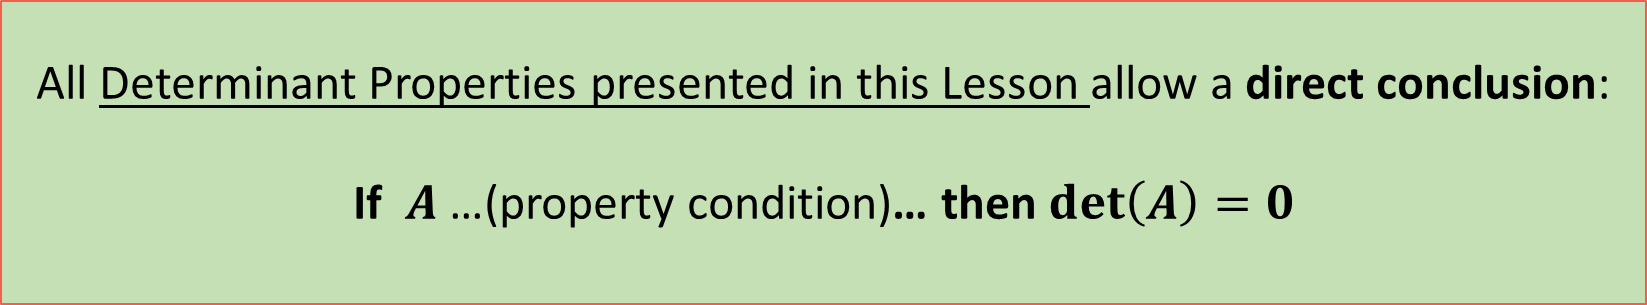 All Determinant Properties presented in this Lesson allow a direct conclusion:
If A ...(property condition)... then det(A) = 0